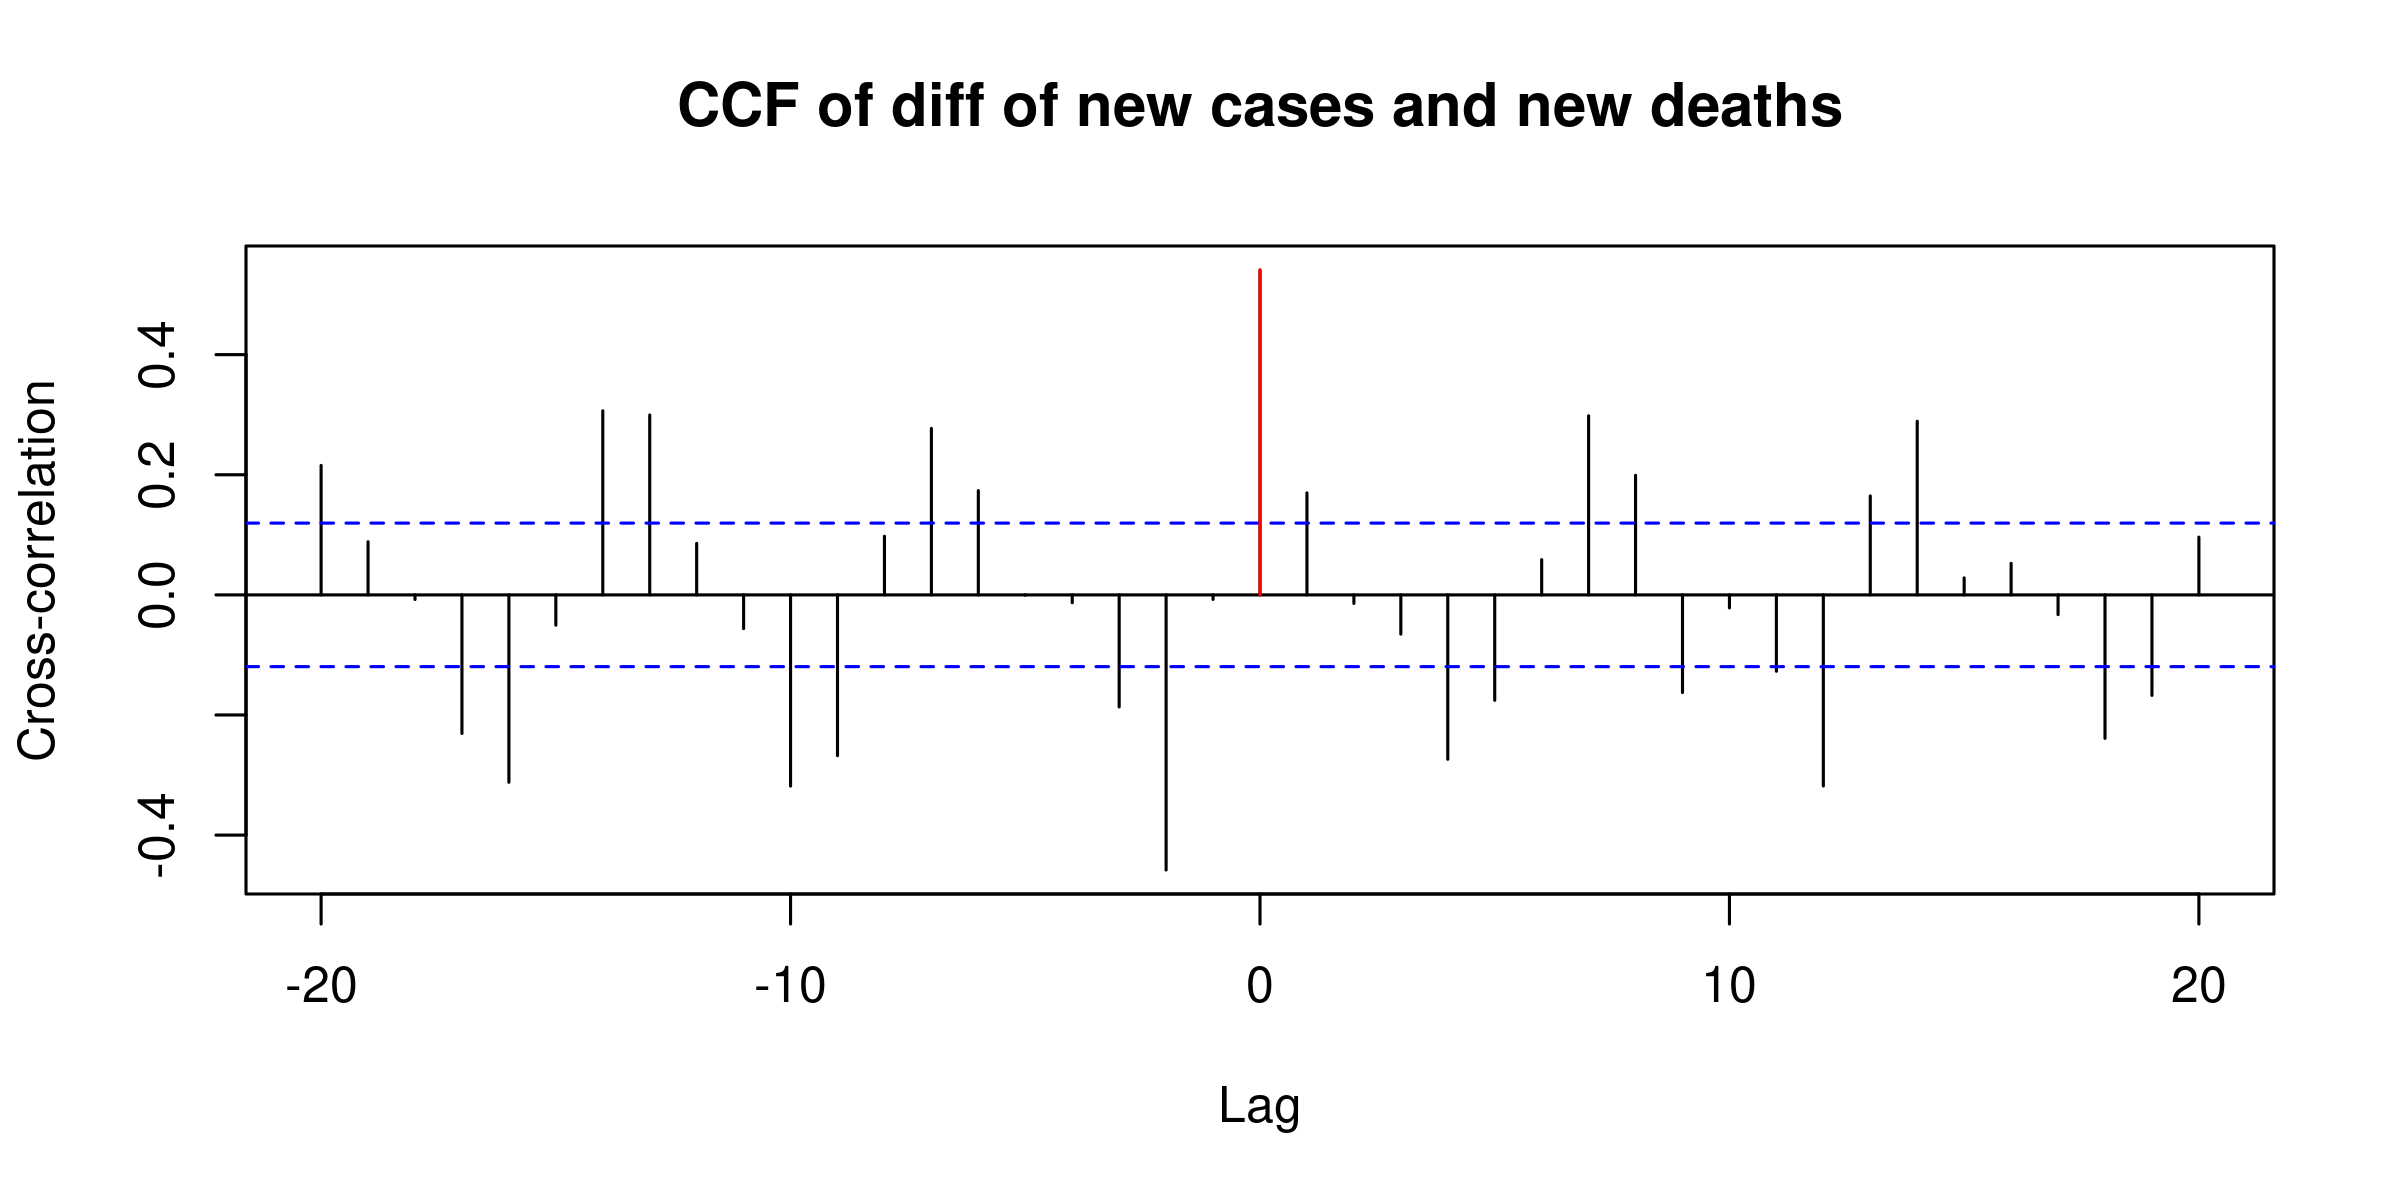 CCF of diff of new cases and new deaths
Cross-correlation
0.4
0.2
0.0
-0.4
-20 -10 0 10 20
Lag